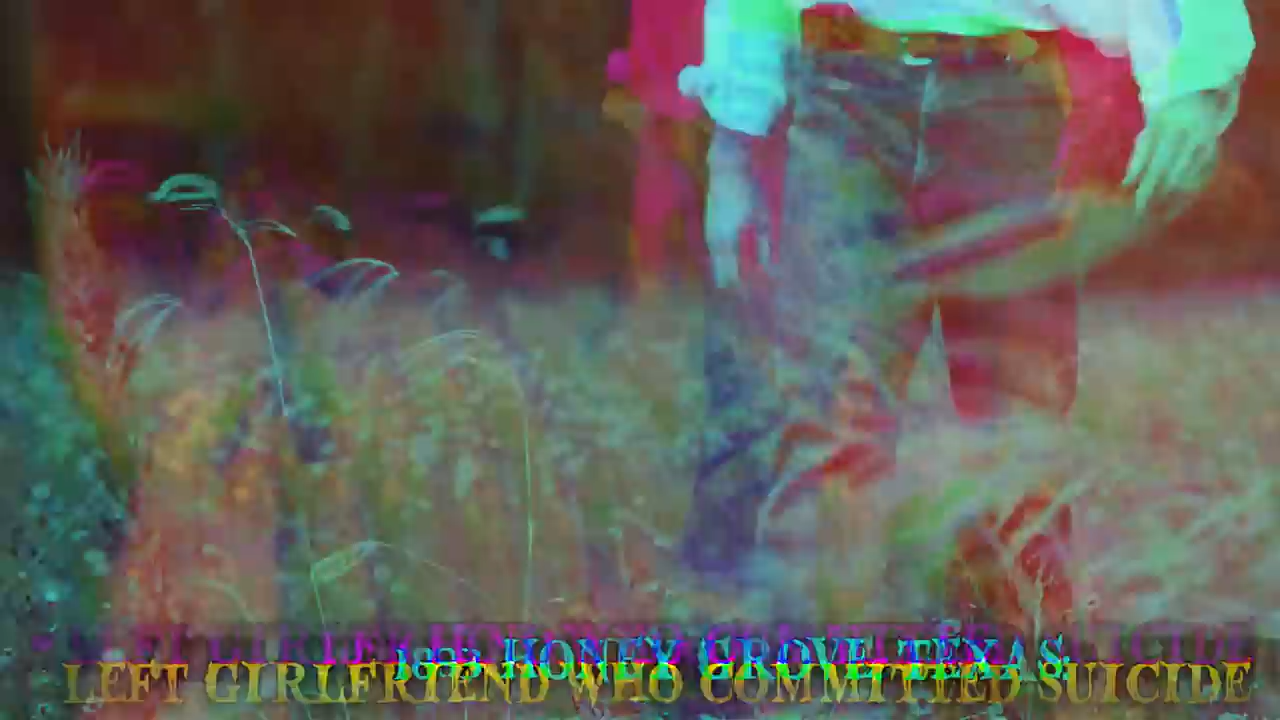 HONEY GROVE, TEXAS
LEFT GIRLFRIEND WHO COMMITTED SUICIDE